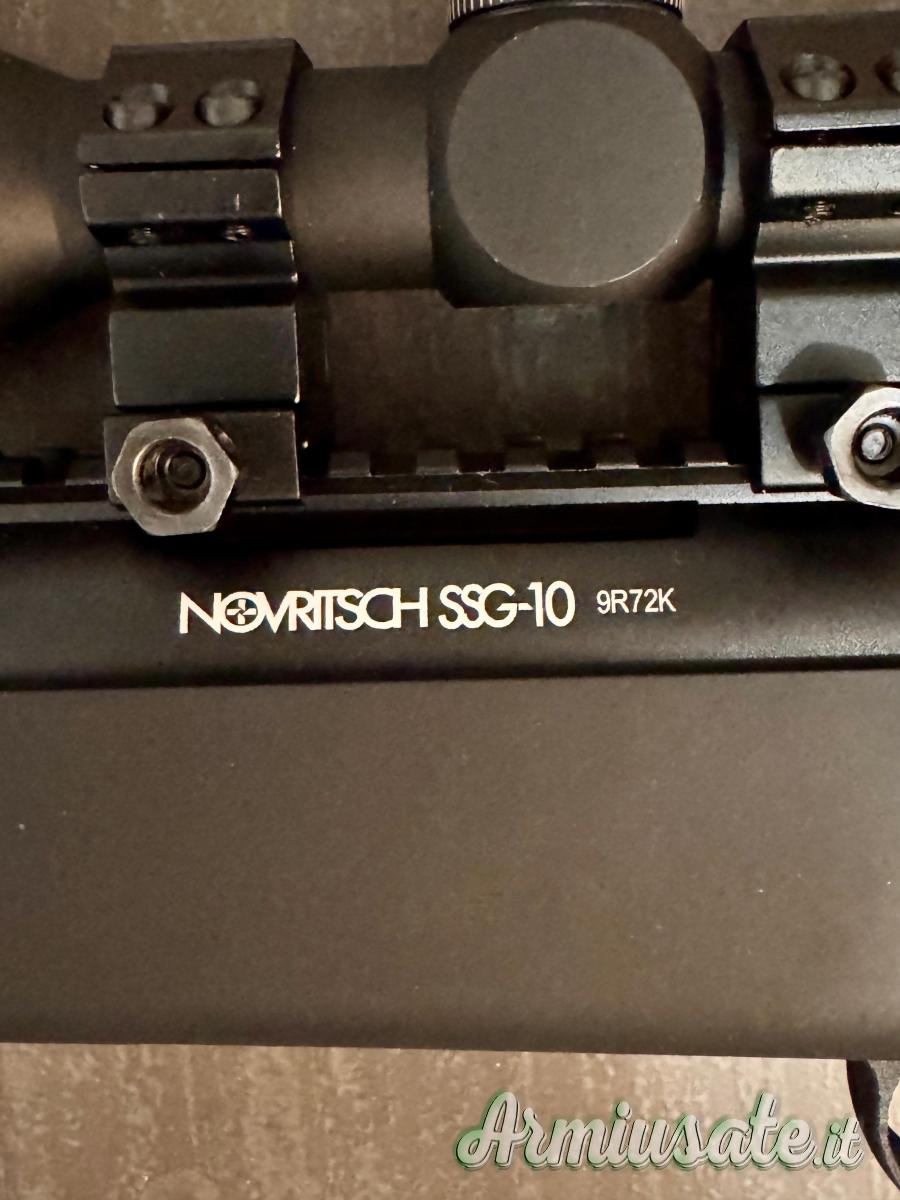 NOVRITSCH SSG-10 9R72K
Armiusate.it